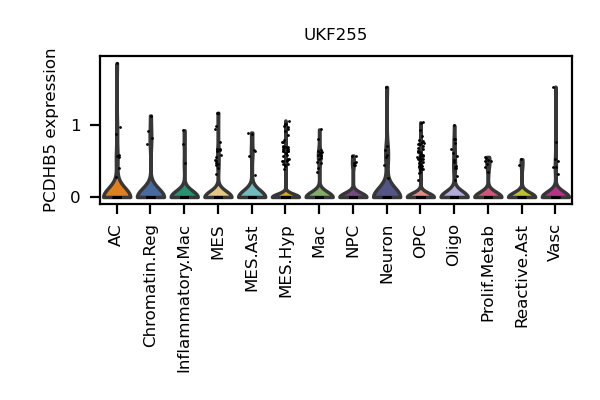 UKF255
PCDHB5 expression
1
0
AC
Chromatin.Reg
Inflammatory.Mac
MES
MES.Ast
MES.Hyp
Mac
NPC
Neuron
OPC
Oligo
Prolif.Metab
Reactive.Ast
Vasc